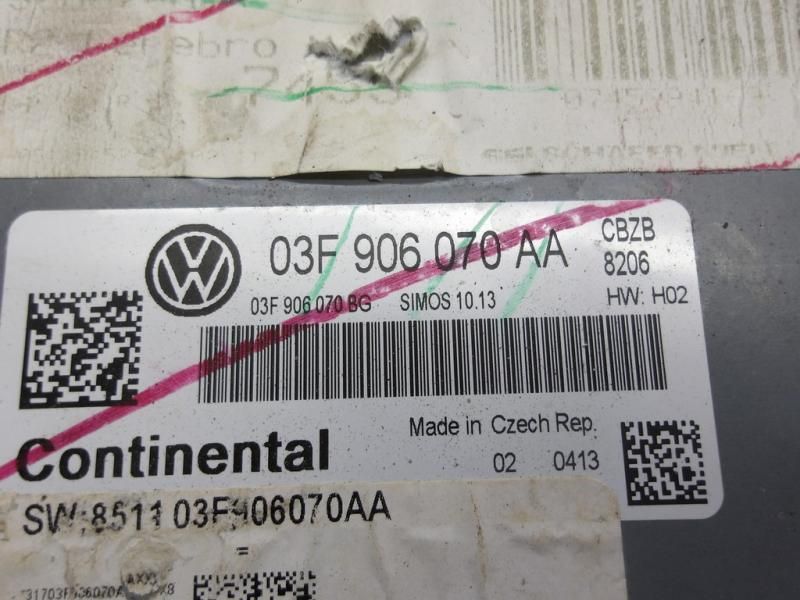 7455
03F 906 070 AA
CBZB
8206
03F 906 070 BG SIMOS 10.13
HW: H02
Made in Czech Rep.
02 0413
Continental
SW:8511 03F906070AA
=